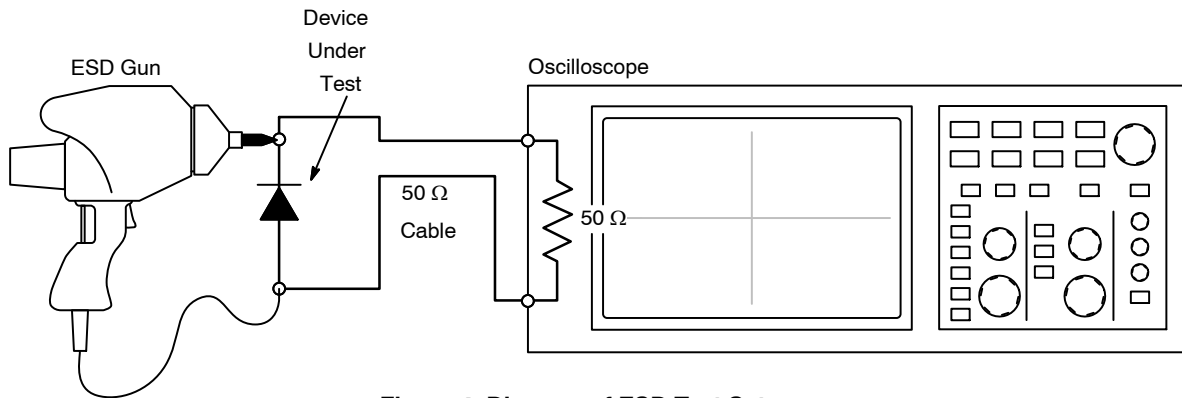 Device
Under
Test
ESD Gun
Oscilloscope
50 Ω
Cable
50 Ω